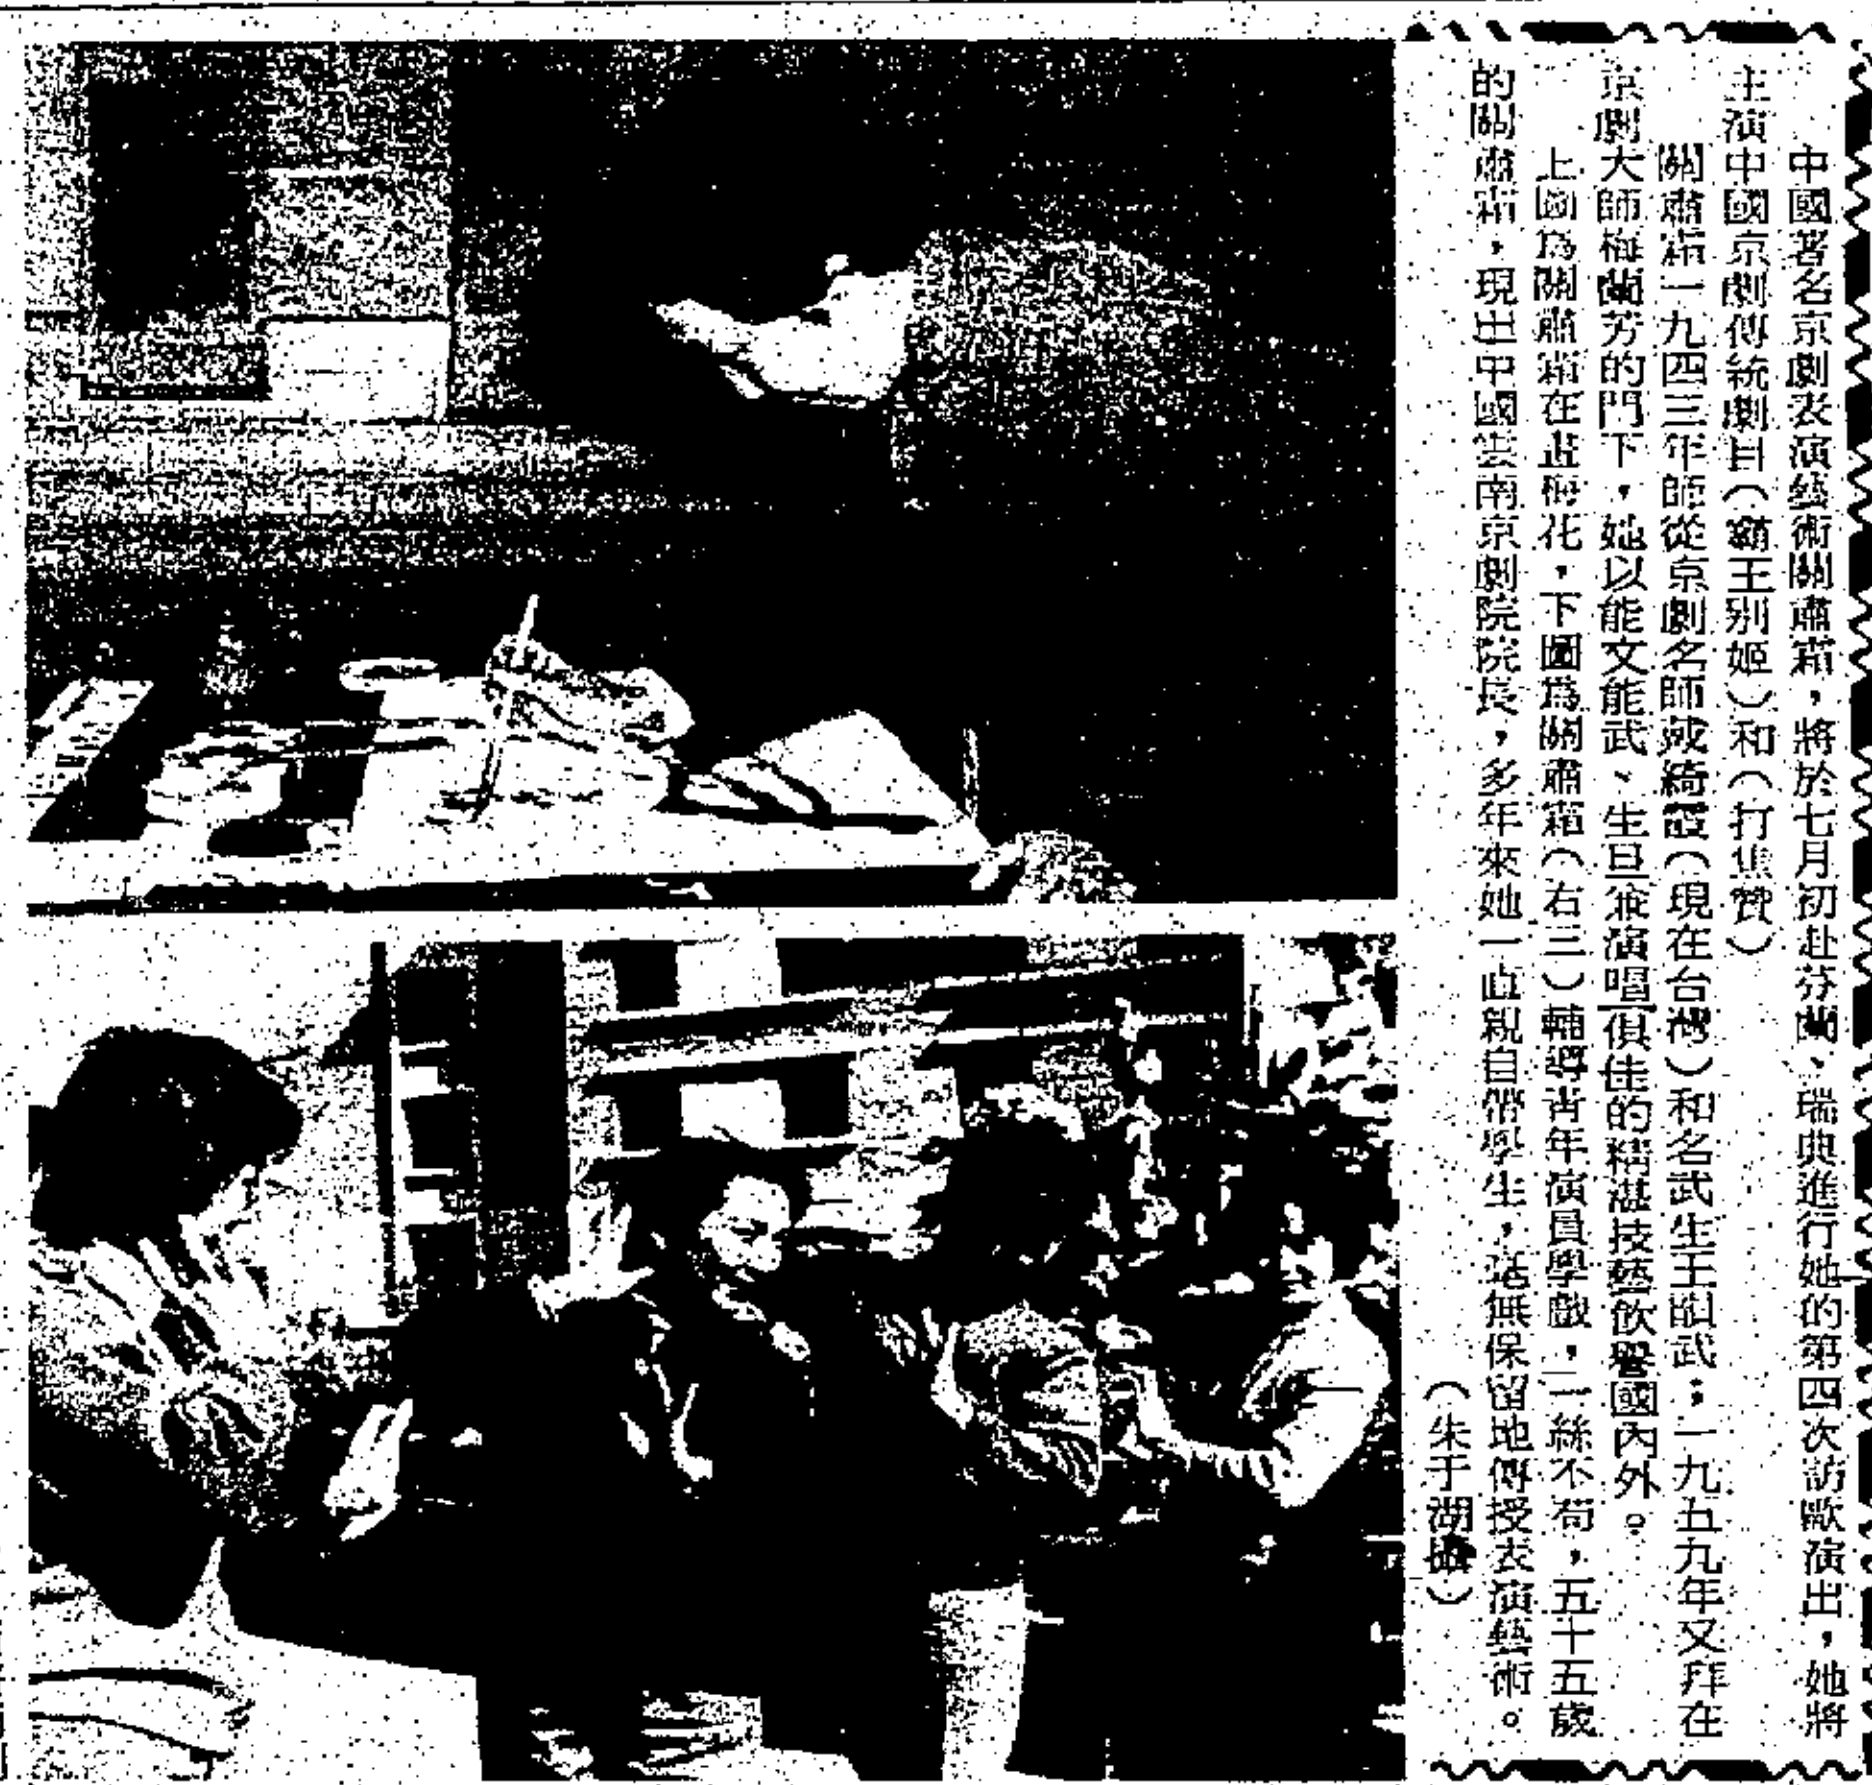 中國著名京劇表演藝術關肅霜，將於七月初赴芬蘭、瑞典進行她的第四次訪歐演出，她將
主演中國京劇傳統劇目（霸王別姬）和（打焦贊）
關肅霜一九四三年師從京劇名師戴綺霞（現在台灣）和名武生王韻武；一九五九年又拜在
京劇大師梅蘭芳的門下，她以能文能武、生旦兼演唱俱佳的精湛技藝飲譽國內外。
上圖爲關肅霜在畫梅花，下圖爲關肅霜（右三）輔導青年演員學戲，一絲不苟，五十五歲
的關肅霜，現出中國雲南京劇院院長，多年來她一直親自帶學生，毫無保留地傳授表演藝術。
（朱于湖攝）